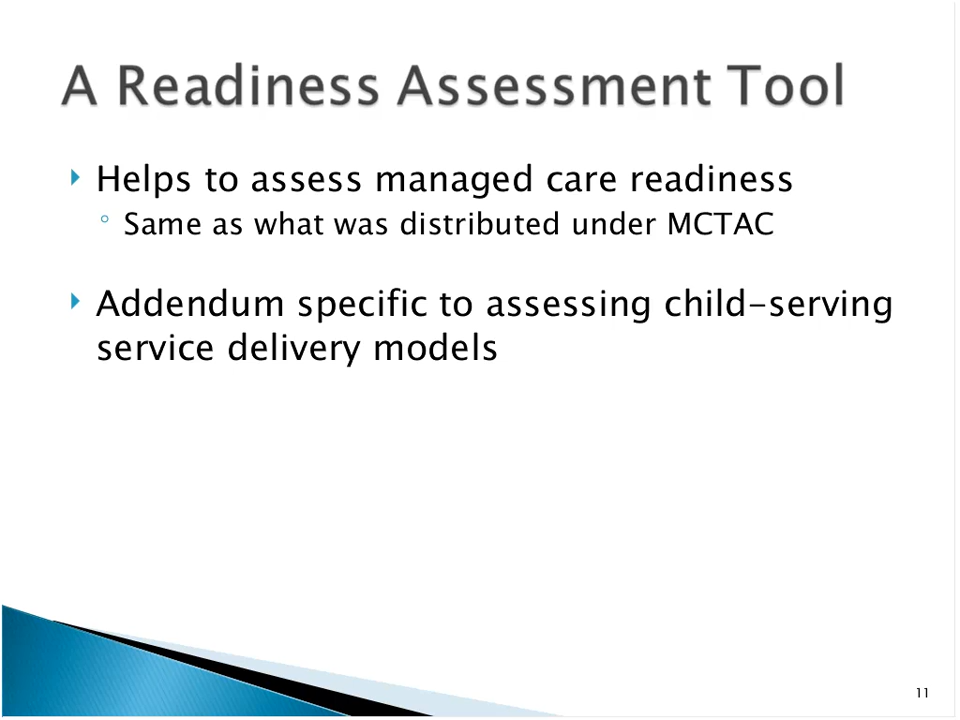 A Readiness Assessment Tool
Helps to assess managed care readiness
Same as what was distributed under MCTAC
Addendum specific to assessing child-serving
service delivery models
11